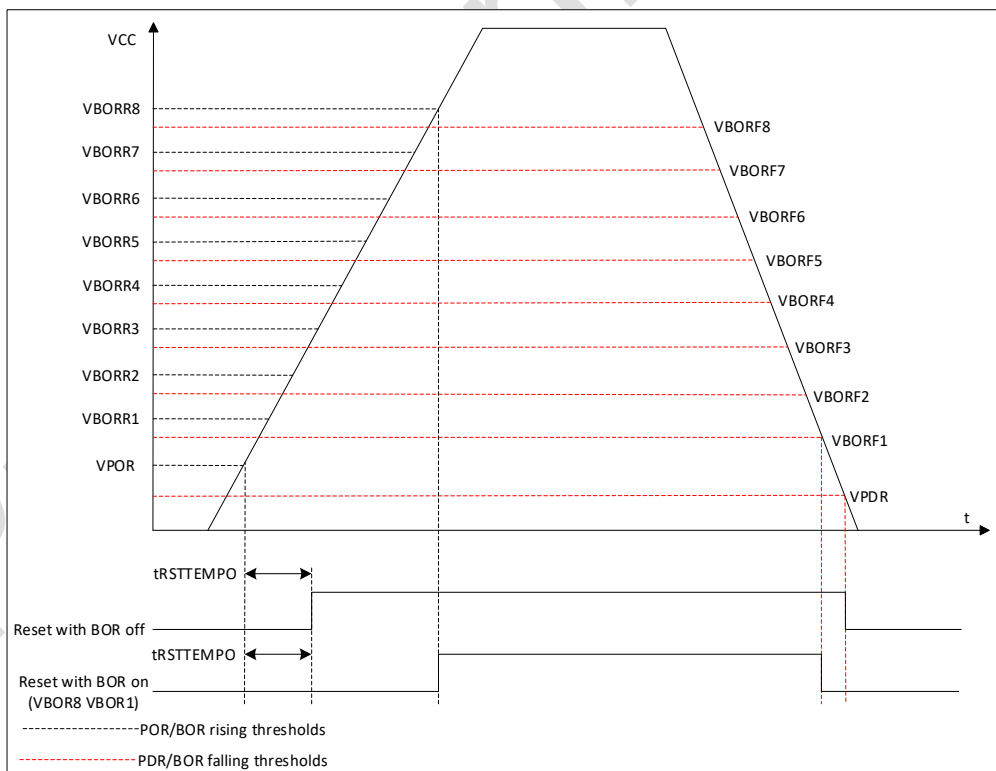 VCC
VBORR8
VBORF8
VBORR7
VBORF7
VBORR6
VBORF6
VBORR5
VBORF5
VBORR4
VBORF4
VBORR3
VBORF3
VBORR2
VBORF2
VBORR1
VBORF1
VPOR
VPDR
t
tRSTTEMPO
Reset with BOR off
tRSTTEMPO
Reset with BOR on
(VBOR8 VBOR1)
POR/BOR rising thresholds
PDR/BOR falling thresholds